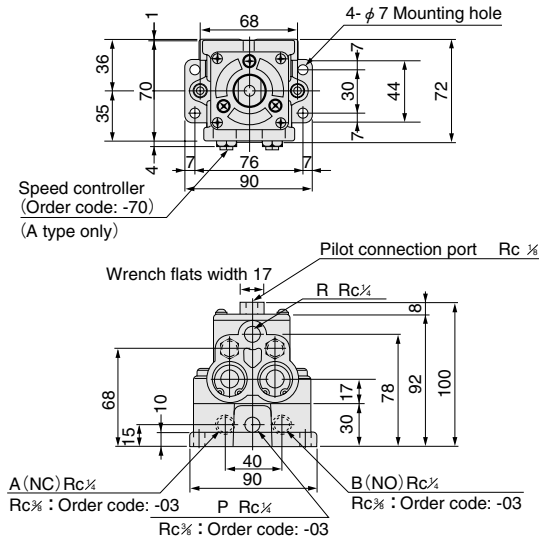 1
68
4- φ 7 Mounting hole
36
70
35
4
7
30
7
44
72
7
76
7
90
Speed controller
(Order code: -70)
(A type only)
Pilot connection port Rc ⅛
Wrench flats width 17
R Rc¼
8
68
10
15
17
30
78
92
100
40
90
A(NC)Rc¼
Rc⅜：Order code: -03
P Rc¼
Rc⅜：Order code: -03
B(NO)Rc¼
Rc⅜：Order code: -03